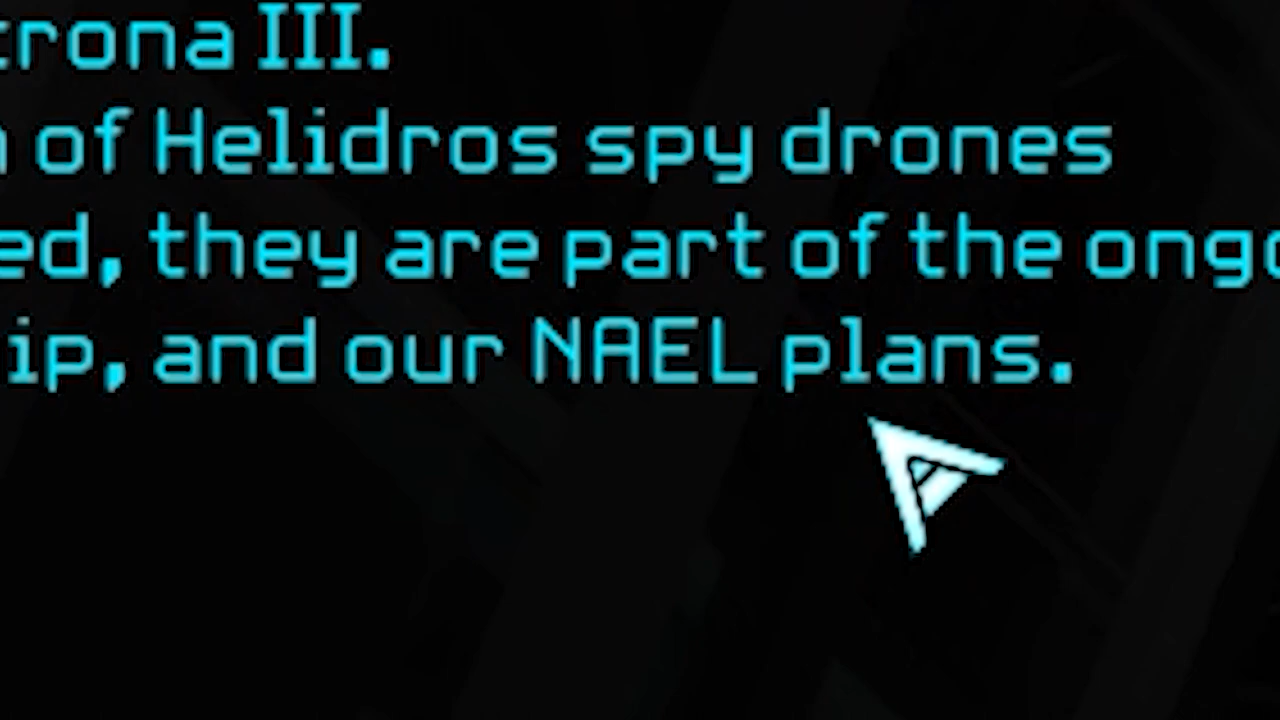 trona III.
of Helidros spy drones
ed, they are part of the ongo
ip, and our NAEL plans.